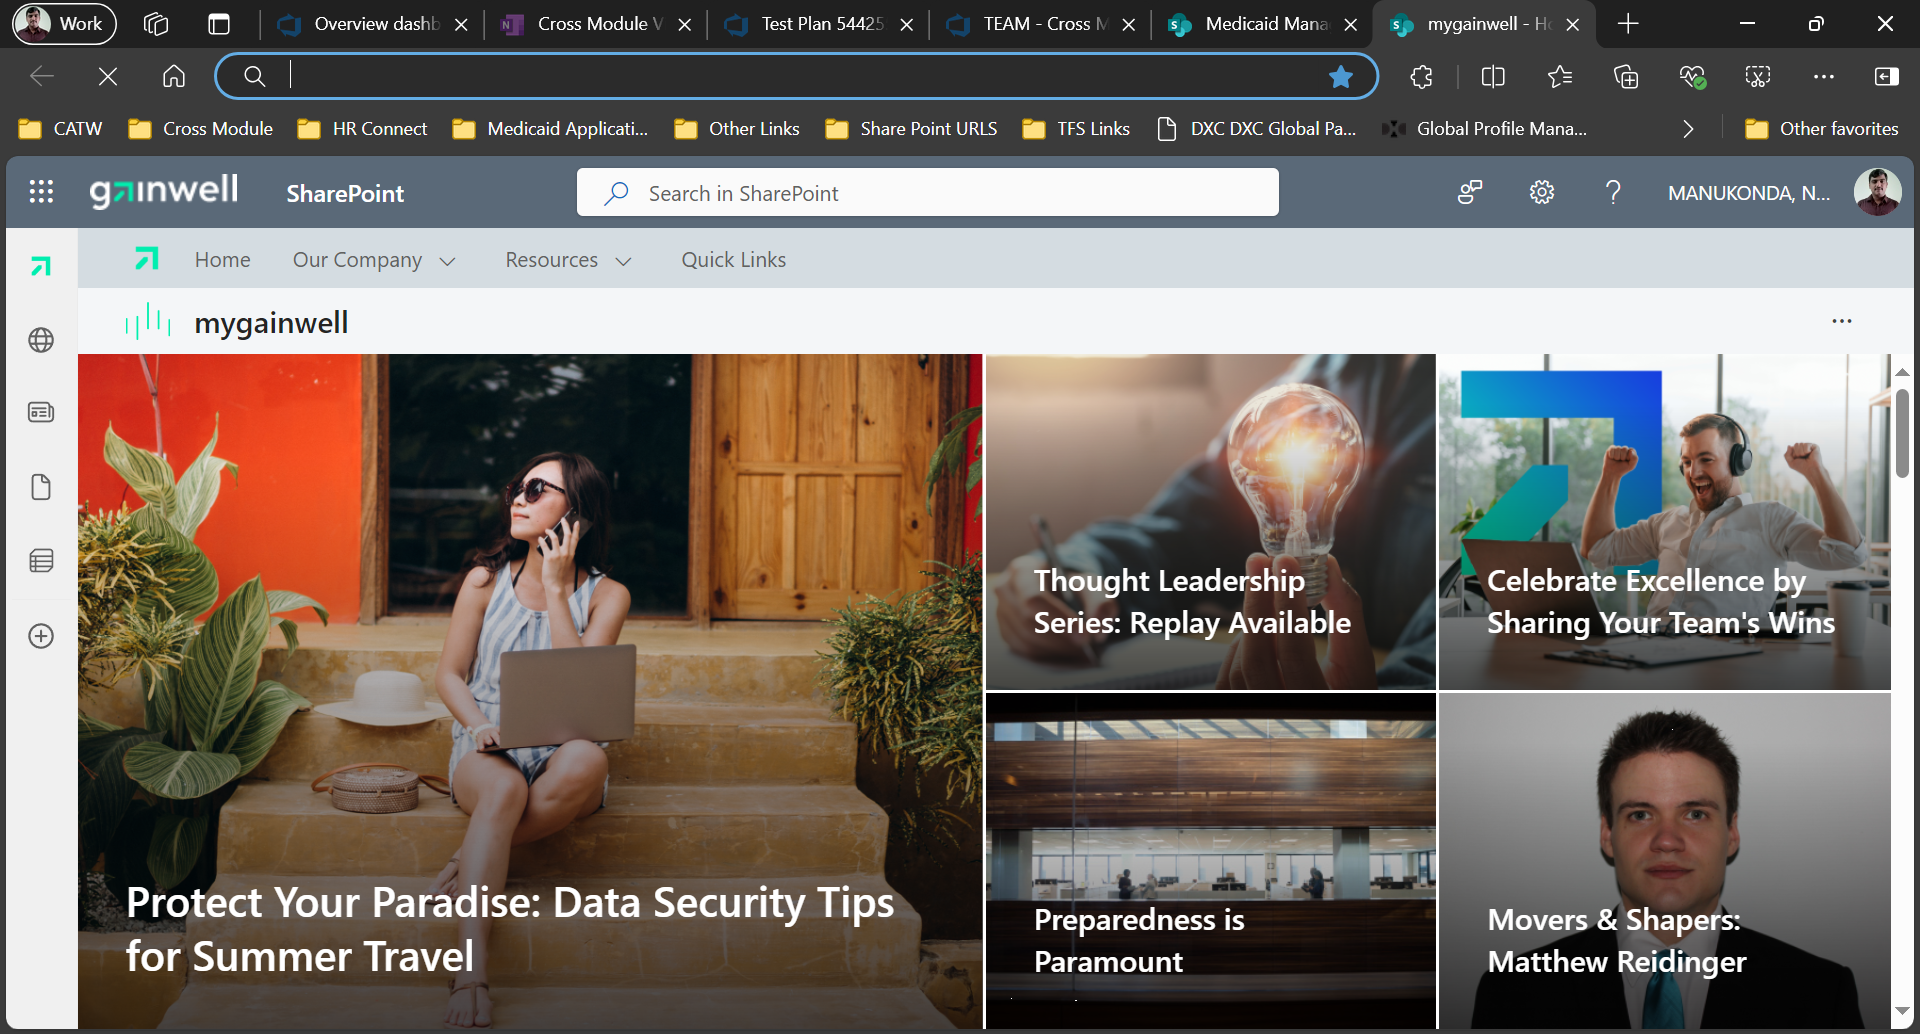 Work
Overview dashb
Cross Module V
Test Plan 54425
TEAM - Cross M
Medicaid Mana
mygainwell - Ho
CATW
Cross Module
HR Connect
Medicaid Applicati...
Other Links
Share Point URLS
TFS Links
DXC DXC Global Pa...
Global Profile Mana...
Other favorites
gainwell
SharePoint
Search in SharePoint
?
MANUKONDA, N...
Home
Our Company
Resources
Quick Links
mygainwell
Protect Your Paradise: Data Security Tips
for Summer Travel
Thought Leadership
Series: Replay Available
Celebrate Excellence by
Sharing Your Team's Wins
Preparedness is
Paramount
Movers & Shapers:
Matthew Reidinger